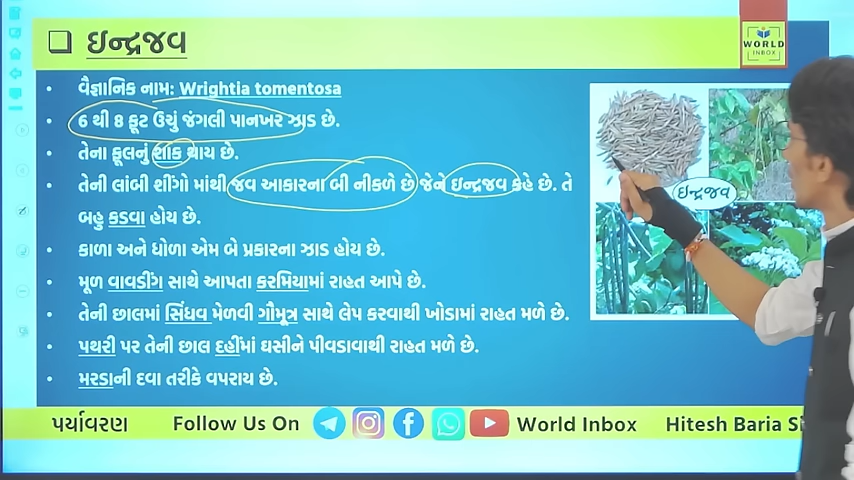 ❑ ઇન્દ્રજવ
WORLD
INBOX
• વૈજ્ઞાનિક નામ: Wrightia tomentosa
• 6 થી 8 ફૂટ ઉચું જંગલી પાનખર ઝાડ છે.
• તેના ફૂલનું શાક થાય છે.
• તેની લાંબી શીંગો માંથી જવ આકારના બી નીકળે છે જેને ઇન્દ્રજવ કહે છે. તે
બહુ કડવા હોય છે.
• કાળા અને ધોળા એમ બે પ્રકારના ઝાડ હોય છે.
• મૂળ વાવડીંગ સાથે આપતા કરમિયામાં રાહત આપે છે.
• તેની છાલમાં સિંધવ મેળવી ગૌમૂત્ર સાથે લેપ કરવાથી ખોડામાં રાહત મળે છે.
• પથરી પર તેની છાલ દહીંમાં ઘસીને પીવડાવાથી રાહત મળે છે.
• મરડાની દવા તરીકે વપરાય છે.
ઇન્દ્રજવ
પર્યાવરણ Follow Us On World Inbox Hitesh Baria